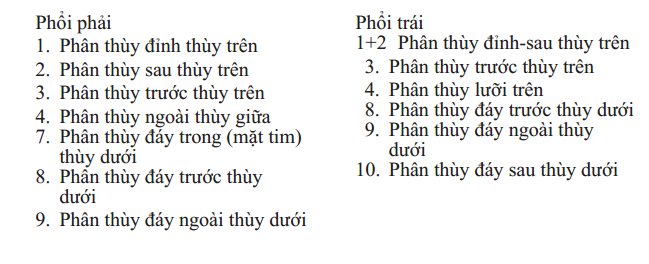 Phổi phải
1. Phân thùy đỉnh thùy trên
2. Phân thùy sau thùy trên
3. Phân thùy trước thùy trên
4. Phân thùy ngoài thùy giữa
7. Phân thùy đáy trong (mặt tim)
thùy dưới
8. Phân thùy đáy trước thùy
dưới
9. Phân thùy đáy ngoài thùy dưới
Phổi trái
1+2 Phân thùy đỉnh-sau thùy trên
3. Phân thùy trước thùy trên
4. Phân thùy lưỡi trên
8. Phân thùy đáy trước thùy dưới
9. Phân thùy đáy ngoài thùy
dưới
10. Phân thùy đáy sau thùy dưới